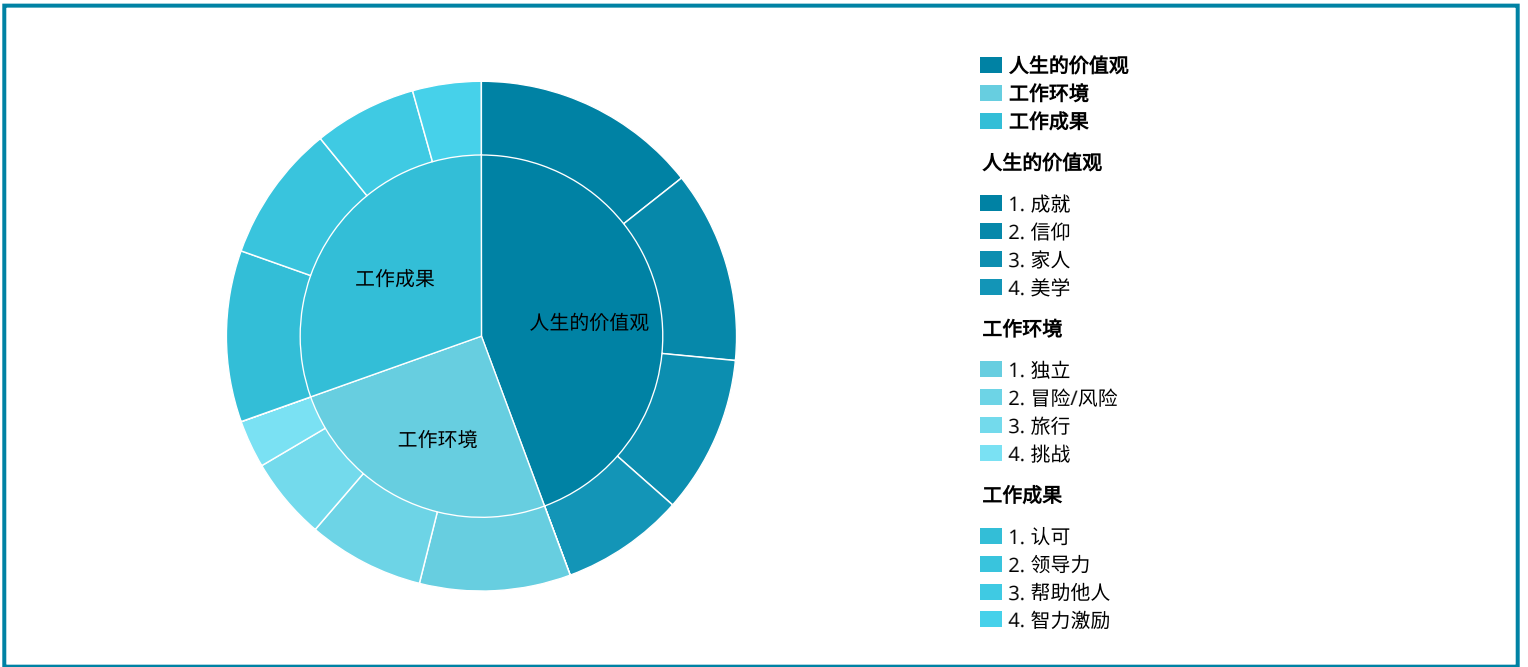 工作成果
人生的价值观
工作环境
人生的价值观
工作环境
工作成果
人生的价值观
1. 成就
2. 信仰
3. 家人
4. 美学
工作环境
1. 独立
2. 冒险/风险
3. 旅行
4. 挑战
工作成果
1. 认可
2. 领导力
3. 帮助他人
4. 智力激励